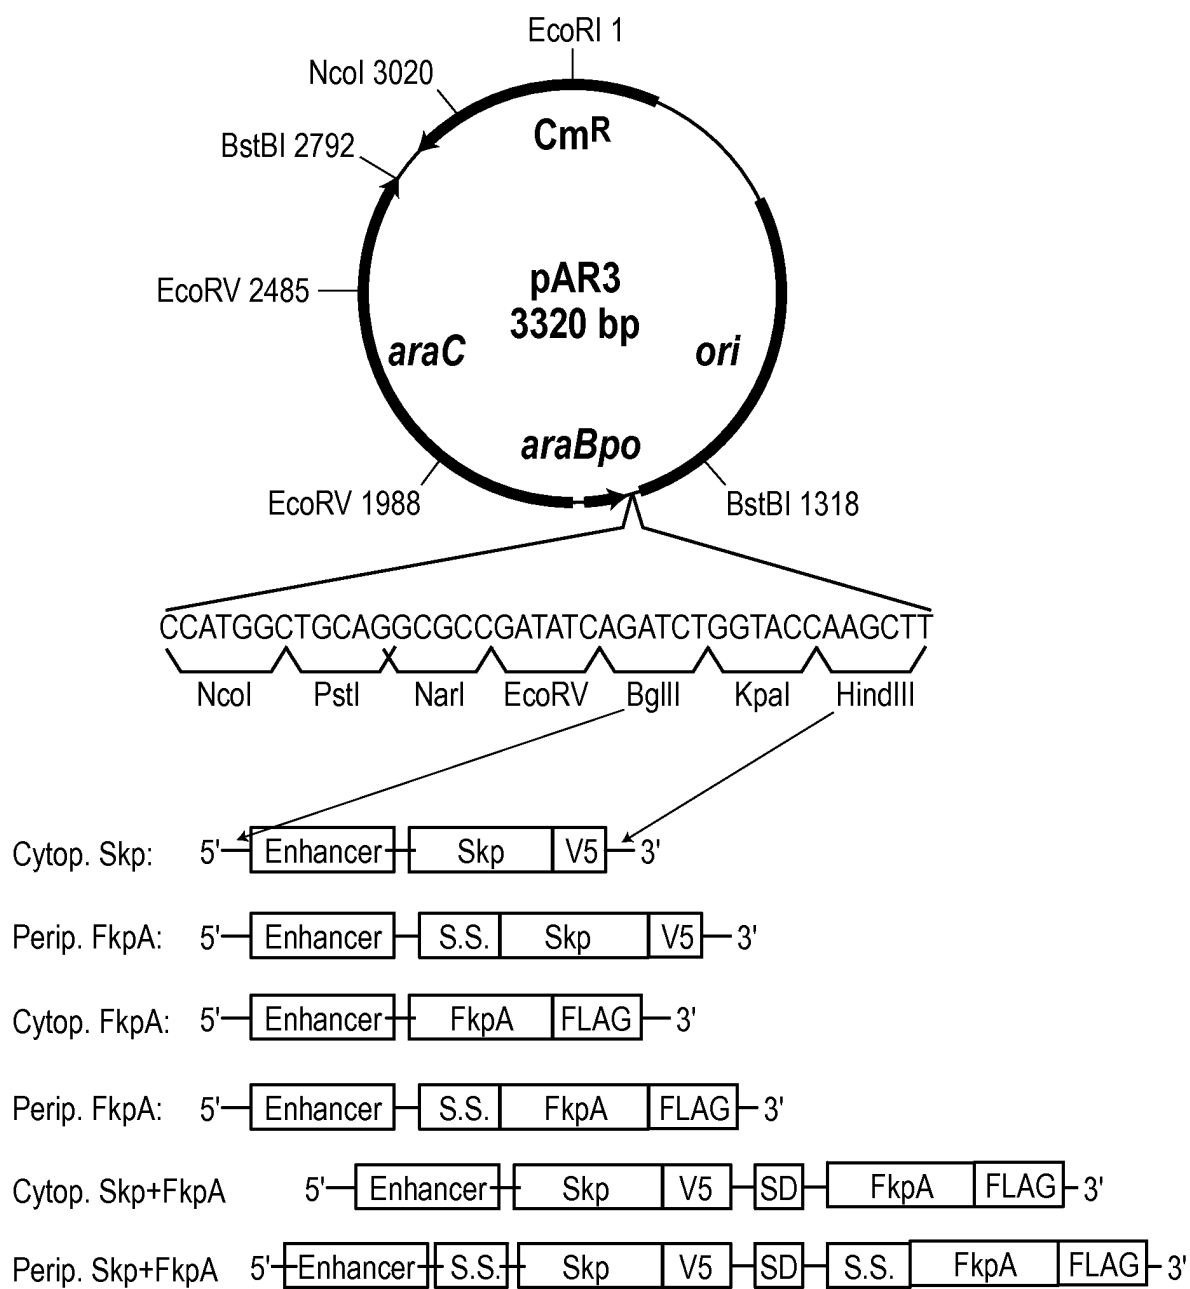 EcoRI 1
NcoI 3020
BstBI 2792
CmR
EcoRV 2485
pAR3
3320 bp
araC
ori
araBpo
EcoRV 1988
BstBI 1318
CCATGGCTGCAGGCGCCGATATCAGATCTGGTACCAAGCTT
NcoI PstI NarI EcoRV BglII KpaI HindIII
Cytop. Skp: 5' Enhancer Skp V5 3'
Perip. FkpA: 5' Enhancer S.S. Skp V5 3'
Cytop. FkpA: 5' Enhancer FkpA FLAG 3'
Perip. FkpA: 5' Enhancer S.S. FkpA FLAG 3'
Cytop. Skp+FkpA 5' Enhancer Skp V5 SD FkpA FLAG 3'
Perip. Skp+FkpA 5' Enhancer S.S. Skp V5 SD S.S. FkpA FLAG 3'